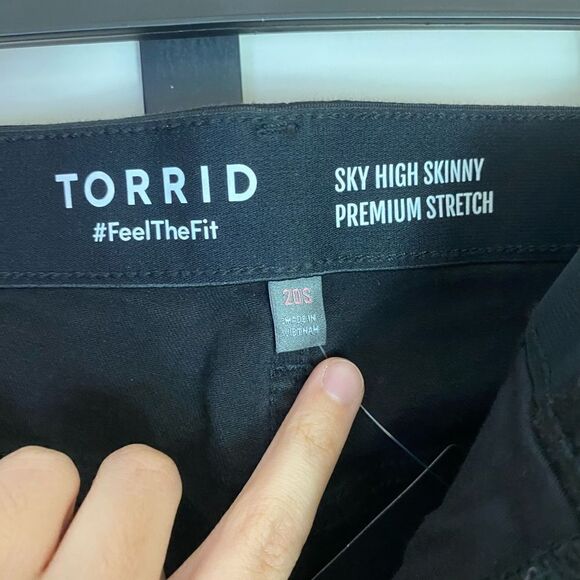 TORRID
#FeelTheFit
SKY HIGH SKINNY
PREMIUM STRETCH
20S
MADE IN
VIETNAM